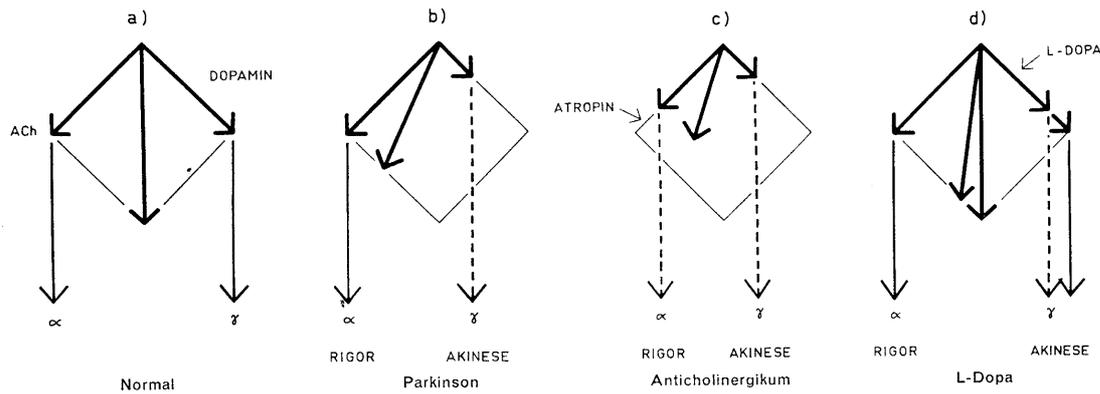 a)
DOPAMIN
ACh
α
γ
Normal
b)
α
γ
RIGOR
AKINESE
Parkinson
c)
ATROPIN
α
γ
RIGOR
AKINESE
Anticholinergikum
d)
L-DOPA
α
γ
RIGOR
AKINESE
L-Dopa